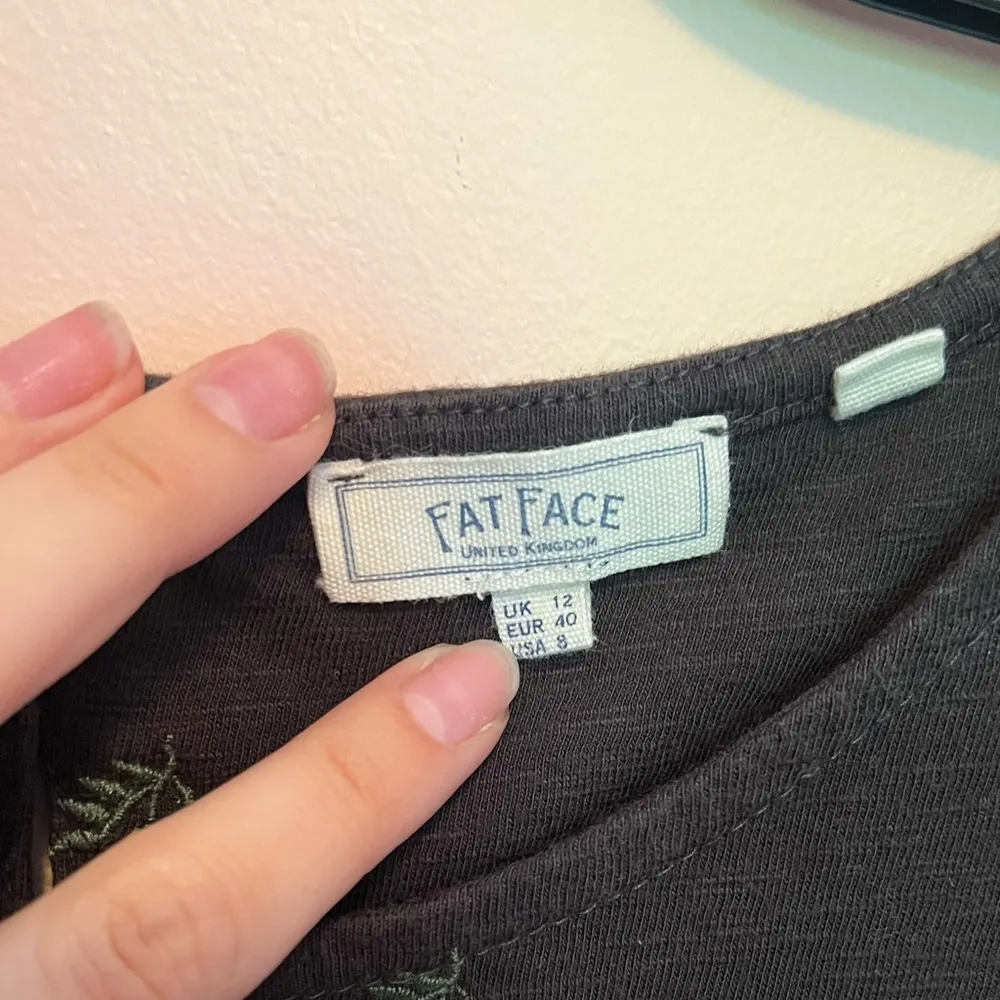 FAT FACE
UNITED KINGDOM
UK 12
EUR 40
USA 8